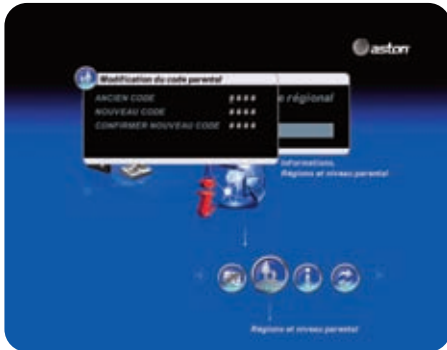 aston
Modification du code parental
ANCIEN CODE ####
NOUVEAU CODE ####
CONFIRMER NOUVEAU CODE ####
e régional
Informations,
Régions et niveau parental
Régions et niveau parental